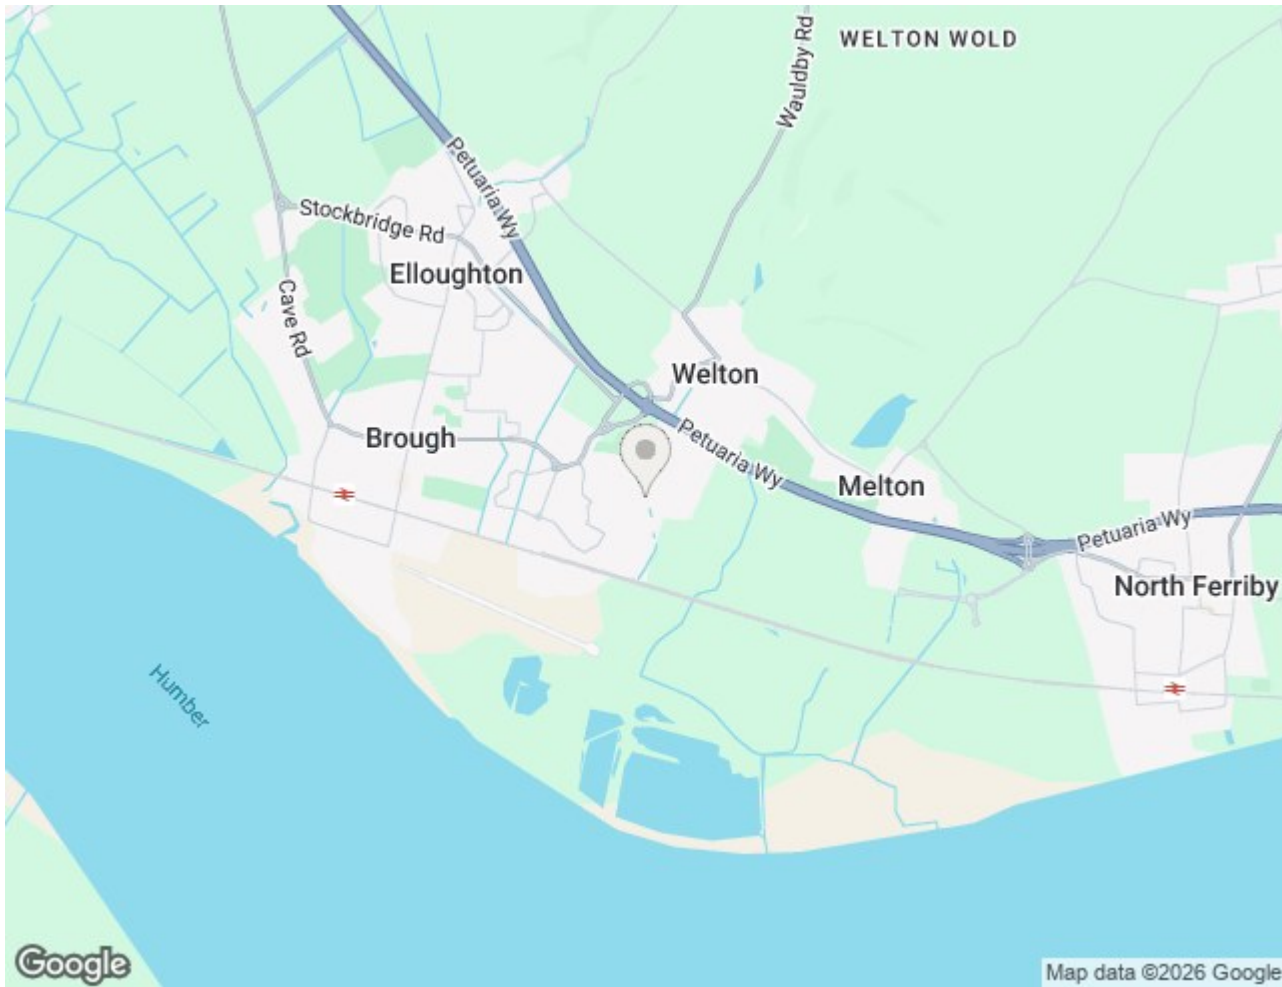 WELTON WOLD
Wauldby Rd
Petuaria Wy
Stockbridge Rd
Elloughton
Cave Rd
Welton
Brough
Petuaria Wy
Melton
Petuaria Wy
North Ferriby
Humber
Google
Map data ©2026 Google